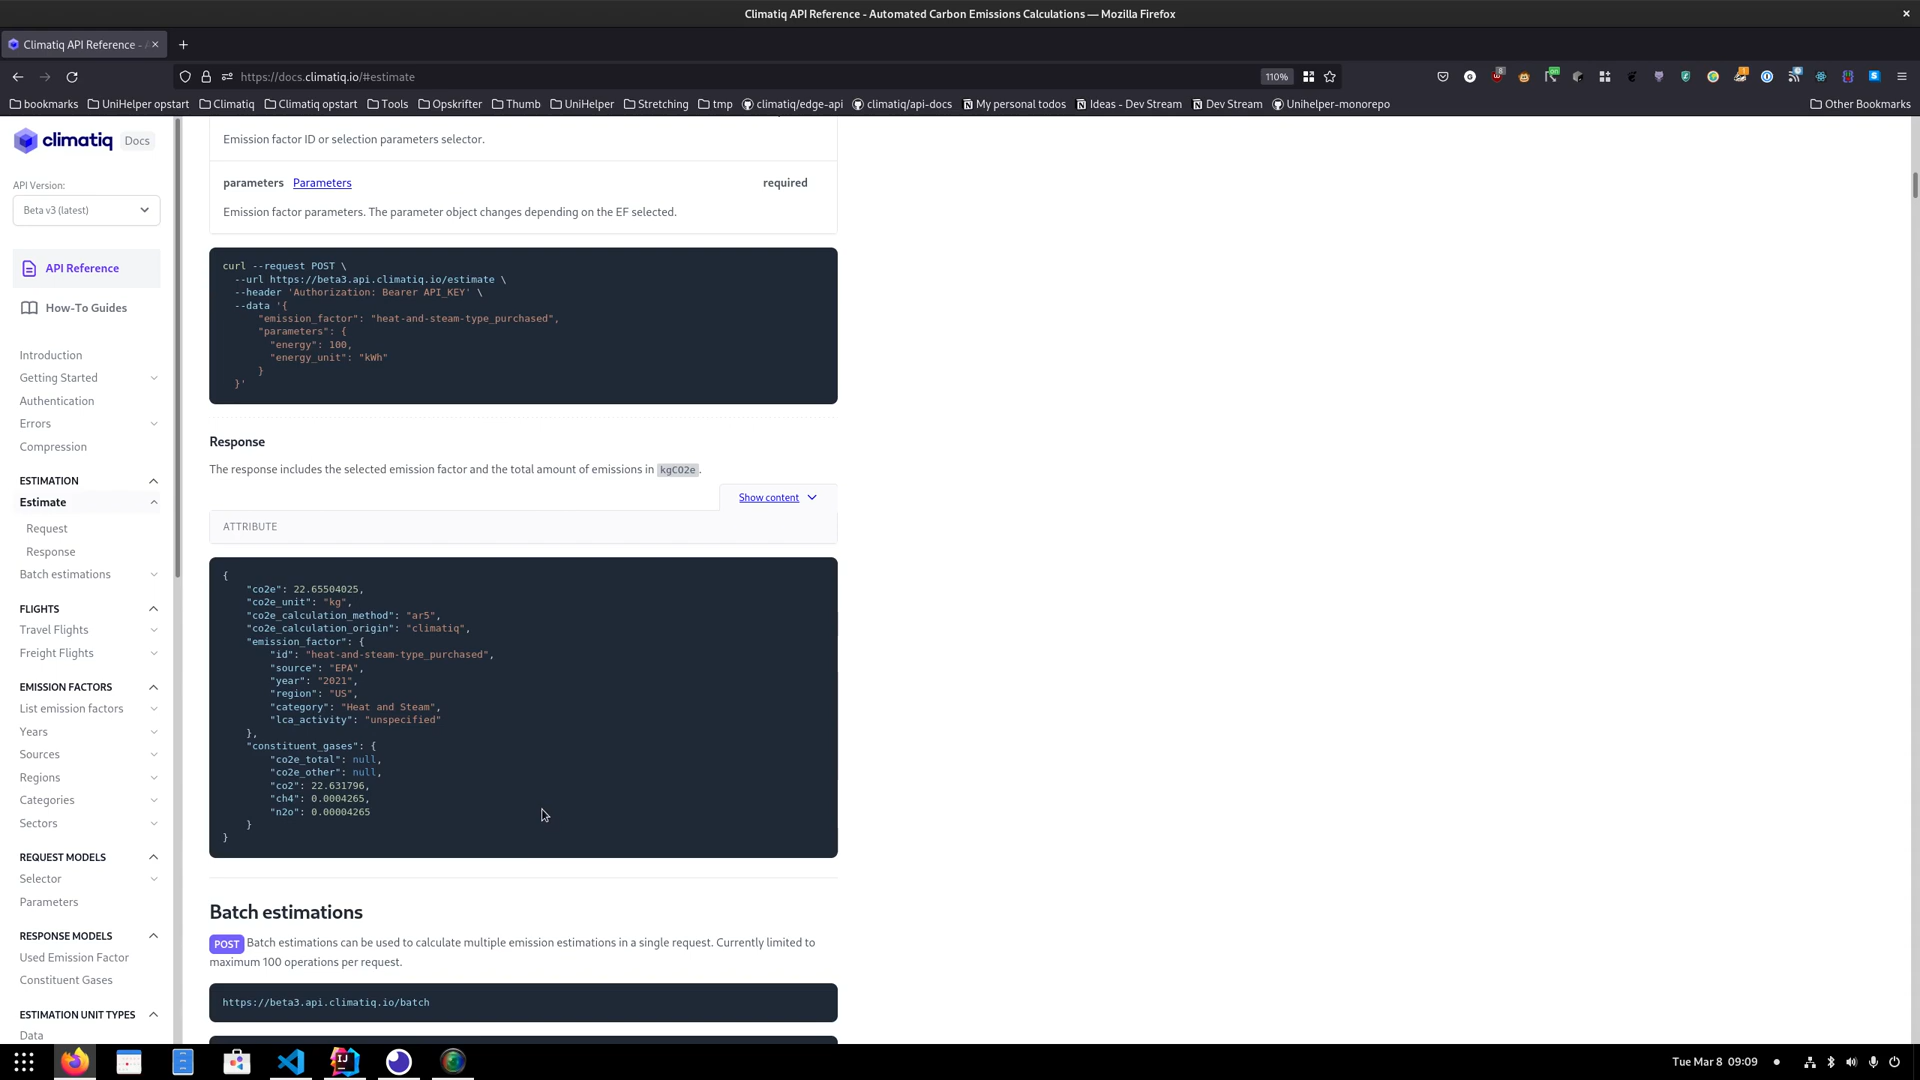 Climatiq API Reference - Automated Carbon Emissions Calculations — Mozilla Firefox
Climatiq API Reference - A
https://docs.climatiq.io/#estimate
110%
bookmarks
UniHelper opstart
Climatiq
Climatiq opstart
Tools
Opskrifter
Thumb
UniHelper
Stretching
tmp
climatiq/edge-api
climatiq/api-docs
My personal todos
Ideas - Dev Stream
Dev Stream
Unihelper-monorepo
Other Bookmarks
climatiq
Docs
API Version:
Beta v3 (latest)
API Reference
How-To Guides
Introduction
Getting Started
Authentication
Errors
Compression
ESTIMATION
Estimate
Request
Response
Batch estimations
FLIGHTS
Travel Flights
Freight Flights
EMISSION FACTORS
List emission factors
Years
Sources
Regions
Categories
Sectors
REQUEST MODELS
Selector
Parameters
RESPONSE MODELS
Used Emission Factor
Constituent Gases
ESTIMATION UNIT TYPES
Data
Emission factor ID or selection parameters selector.
parameters Parameters required
Emission factor parameters. The parameter object changes depending on the EF selected.
curl --request POST \
--url https://beta3.api.climatiq.io/estimate \
--header 'Authorization: Bearer API_KEY' \
--data '{
"emission_factor": "heat-and-steam-type_purchased",
"parameters": {
"energy": 100,
"energy_unit": "kWh"
}
}'
Response
The response includes the selected emission factor and the total amount of emissions in kgCO2e.
Show content
ATTRIBUTE
{
"co2e": 22.65504025,
"co2e_unit": "kg",
"co2e_calculation_method": "ar5",
"co2e_calculation_origin": "climatiq",
"emission_factor": {
"id": "heat-and-steam-type_purchased",
"source": "EPA",
"year": "2021",
"region": "US",
"category": "Heat and Steam",
"lca_activity": "unspecified"
},
"constituent_gases": {
"co2e_total": null,
"co2e_other": null,
"co2": 22.631796,
"ch4": 0.0004265,
"n2o": 0.00004265
}
}
Batch estimations
POST Batch estimations can be used to calculate multiple emission estimations in a single request. Currently limited to
maximum 100 operations per request.
https://beta3.api.climatiq.io/batch
Tue Mar 8 09:09